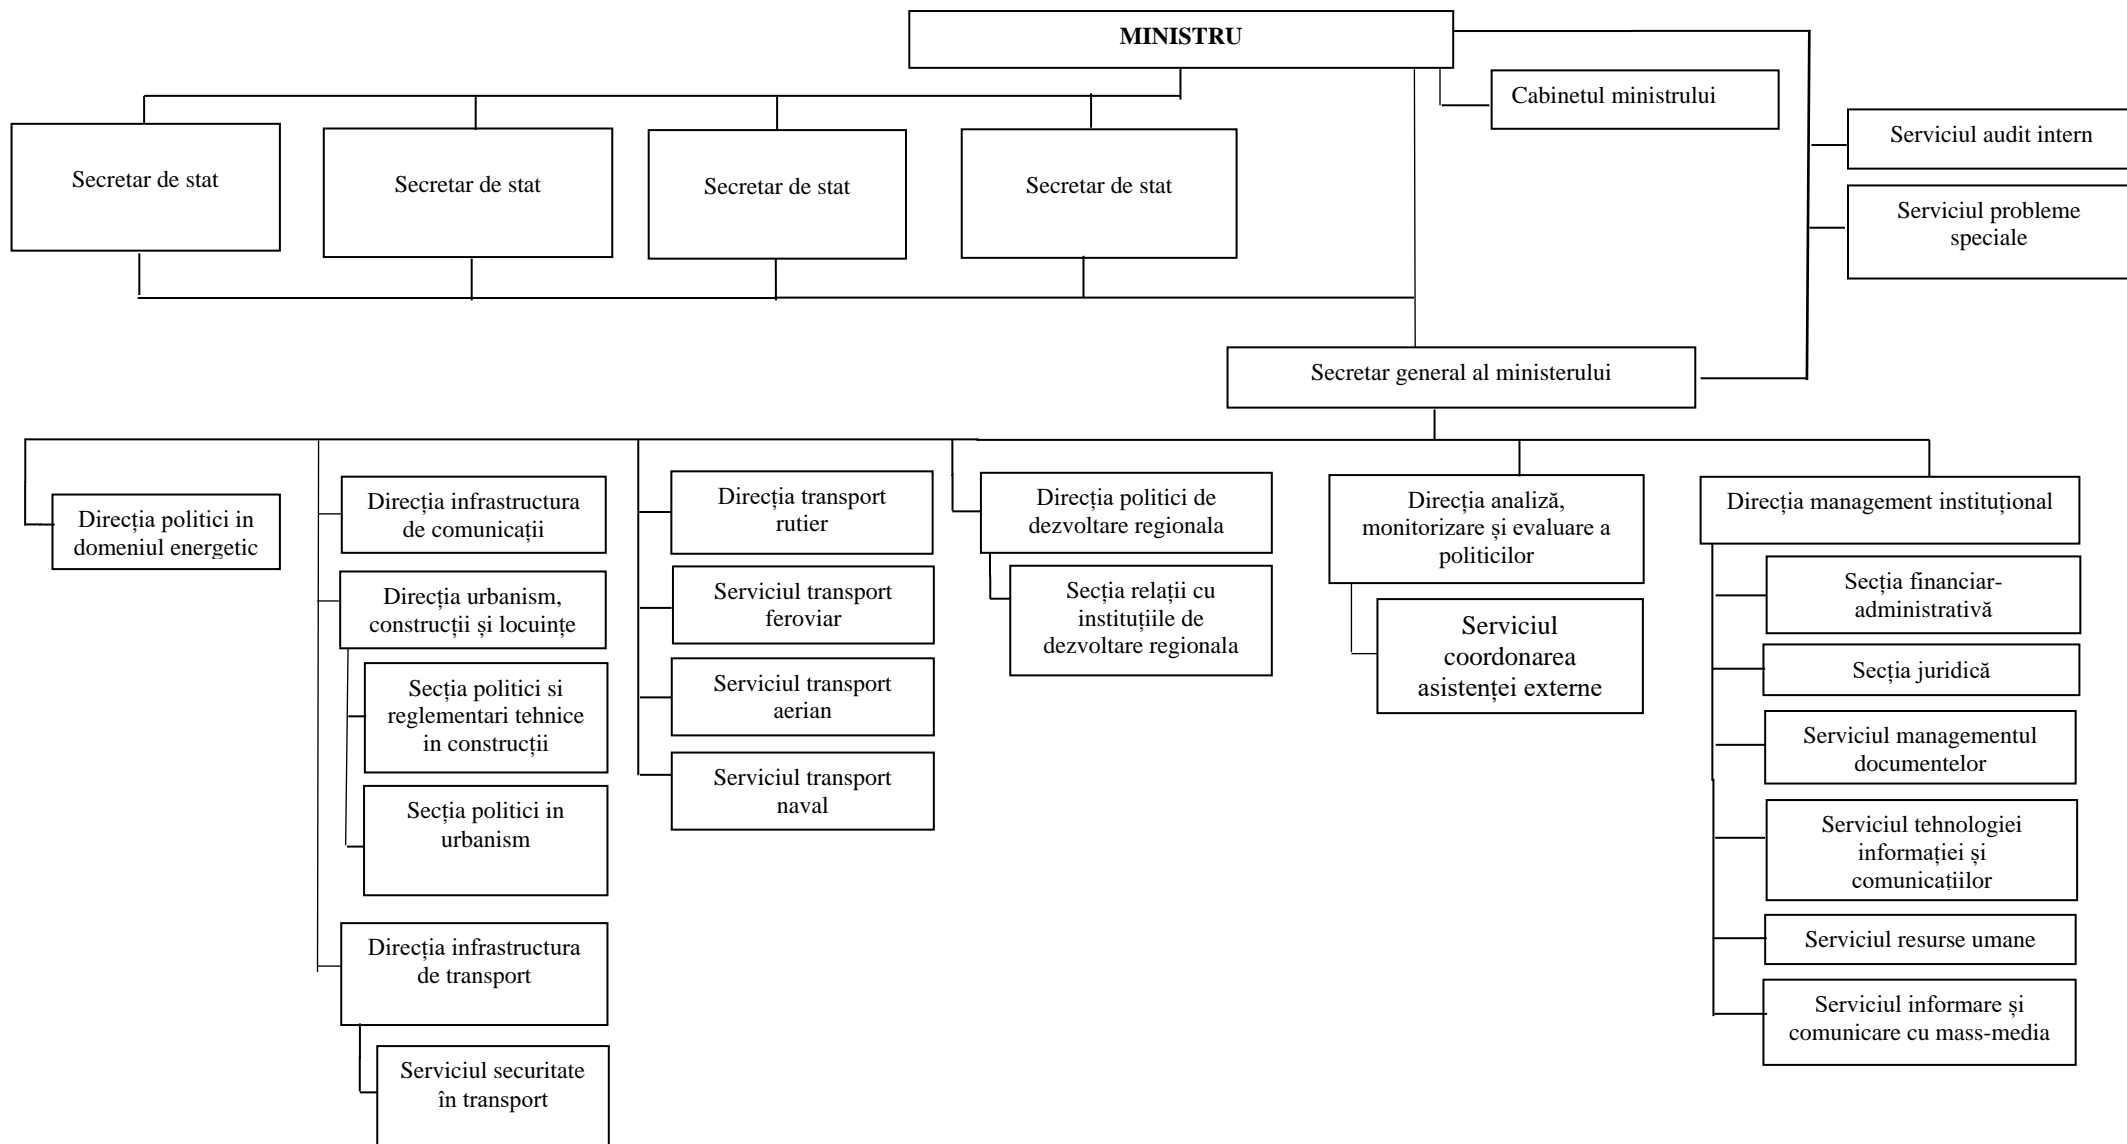 MINISTRU
Cabinetul ministrului
Serviciul audit intern
Serviciul probleme
speciale
Secretar de stat
Secretar de stat
Secretar de stat
Secretar de stat
Secretar general al ministerului
Direcția politici in
domeniul energetic
Direcția infrastructura
de comunicații
Direcția urbanism,
construcții și locuințe
Secția politici si
reglementari tehnice
in construcții
Secția politici in
urbanism
Direcția infrastructura
de transport
Serviciul securitate
în transport
Direcția transport
rutier
Serviciul transport
feroviar
Serviciul transport
aerian
Serviciul transport
naval
Direcția politici de
dezvoltare regionala
Secția relații cu
instituțiile de
dezvoltare regionala
Direcția analiză,
monitorizare și evaluare a
politicilor
Serviciul
coordonarea
asistenței externe
Direcția management instituțional
Secția financiar-
administrativă
Secția juridică
Serviciul managementul
documentelor
Serviciul tehnologiei
informației și
comunicațiilor
Serviciul resurse umane
Serviciul informare și
comunicare cu mass-media